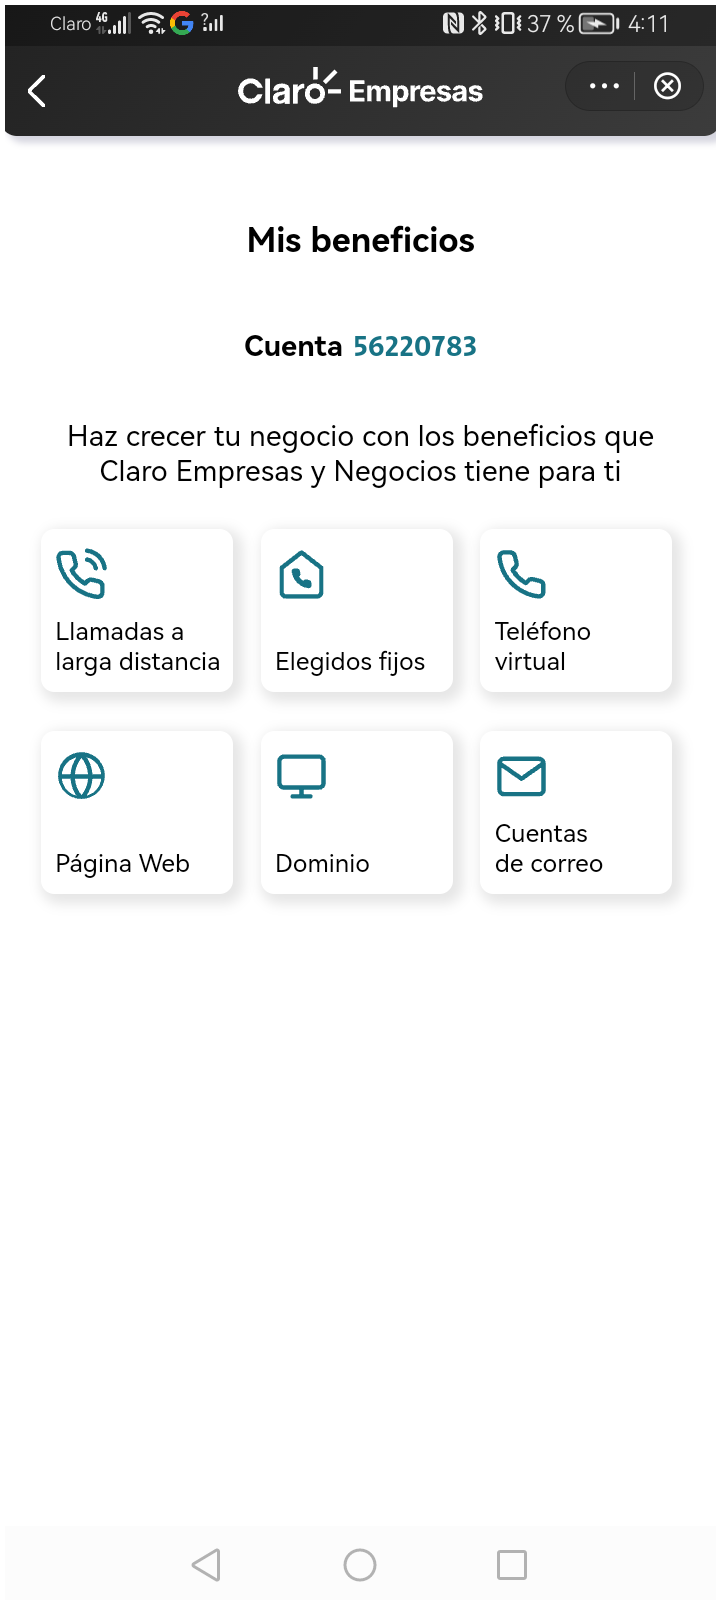 Claro 4G ? 37 % 4:11
Claro Empresas
Mis beneficios
Cuenta 56220783
Haz crecer tu negocio con los beneficios que
Claro Empresas y Negocios tiene para ti
Llamadas a
larga distancia
Elegidos fijos
Teléfono
virtual
Página Web
Dominio
Cuentas
de correo